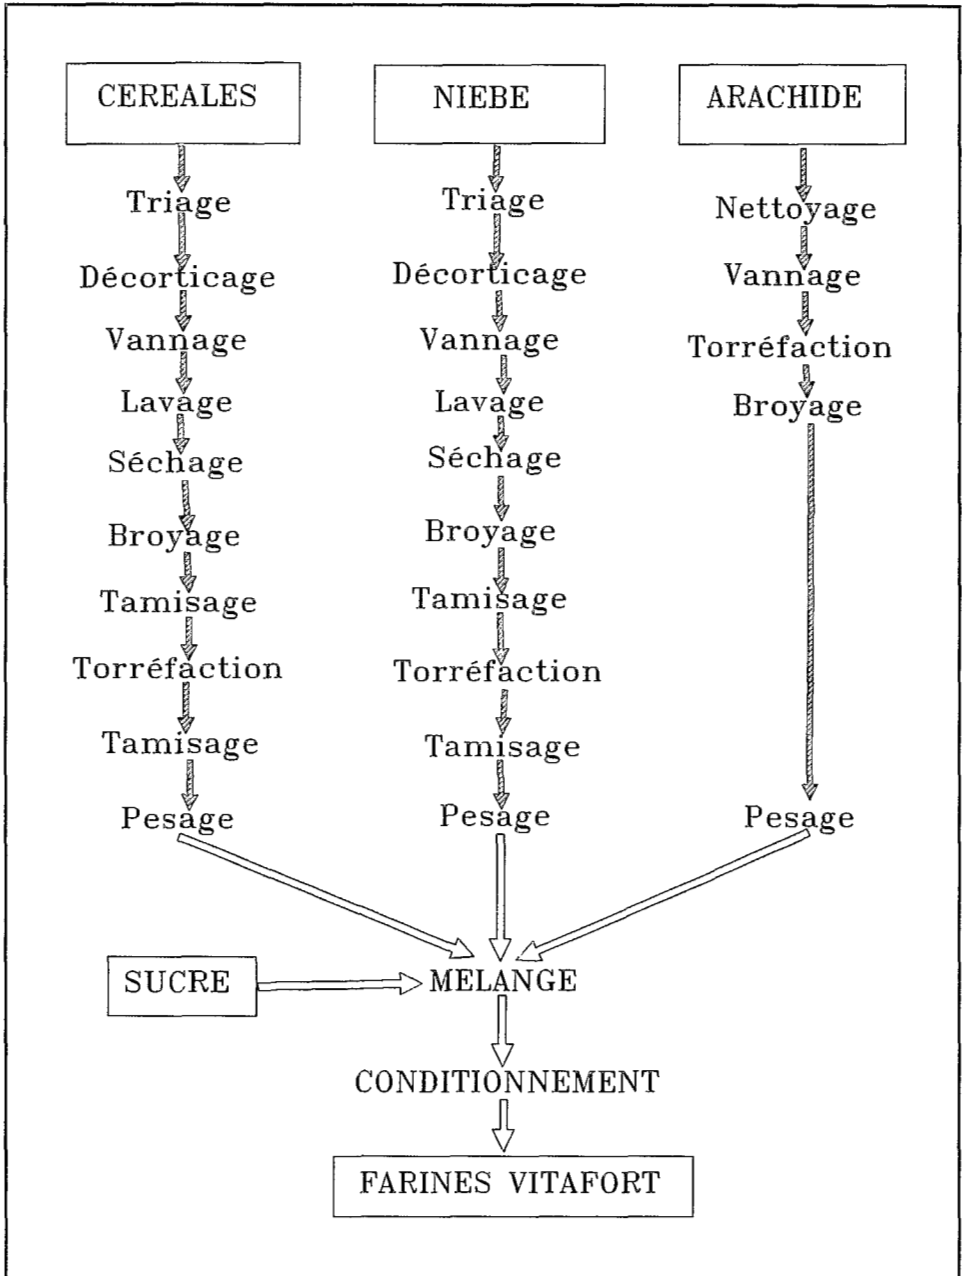 CEREALES
Triage
Décorticage
Vannage
Lavage
Séchage
Broyage
Tamisage
Torréfaction
Tamisage
Pesage
NIEBE
Triage
Décorticage
Vannage
Lavage
Séchage
Broyage
Tamisage
Torréfaction
Tamisage
Pesage
ARACHIDE
Nettoyage
Vannage
Torréfaction
Broyage
Pesage
SUCRE
MELANGE
CONDITIONNEMENT
FARINES VITAFORT